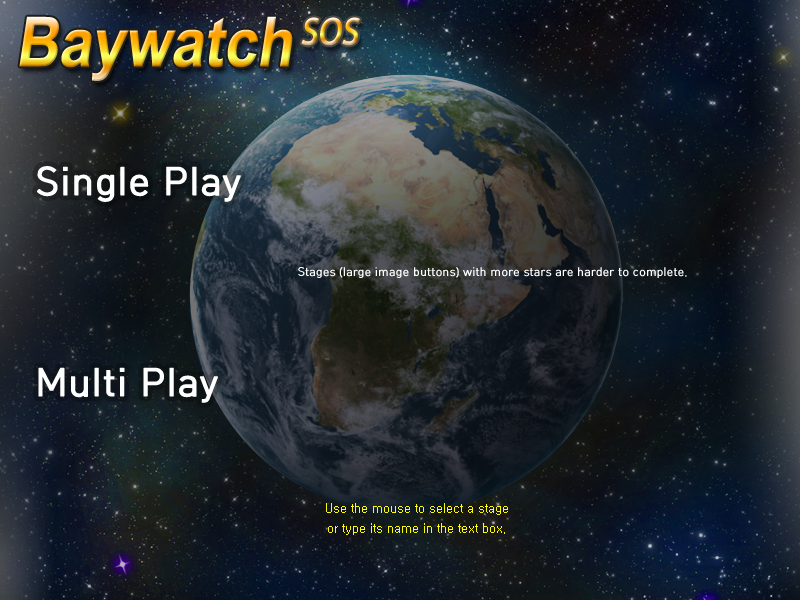 Baywatch SOS
Single Play
Stages (large image buttons) with more stars are harder to complete.
Multi Play
Use the mouse to select a stage
or type its name in the text box.